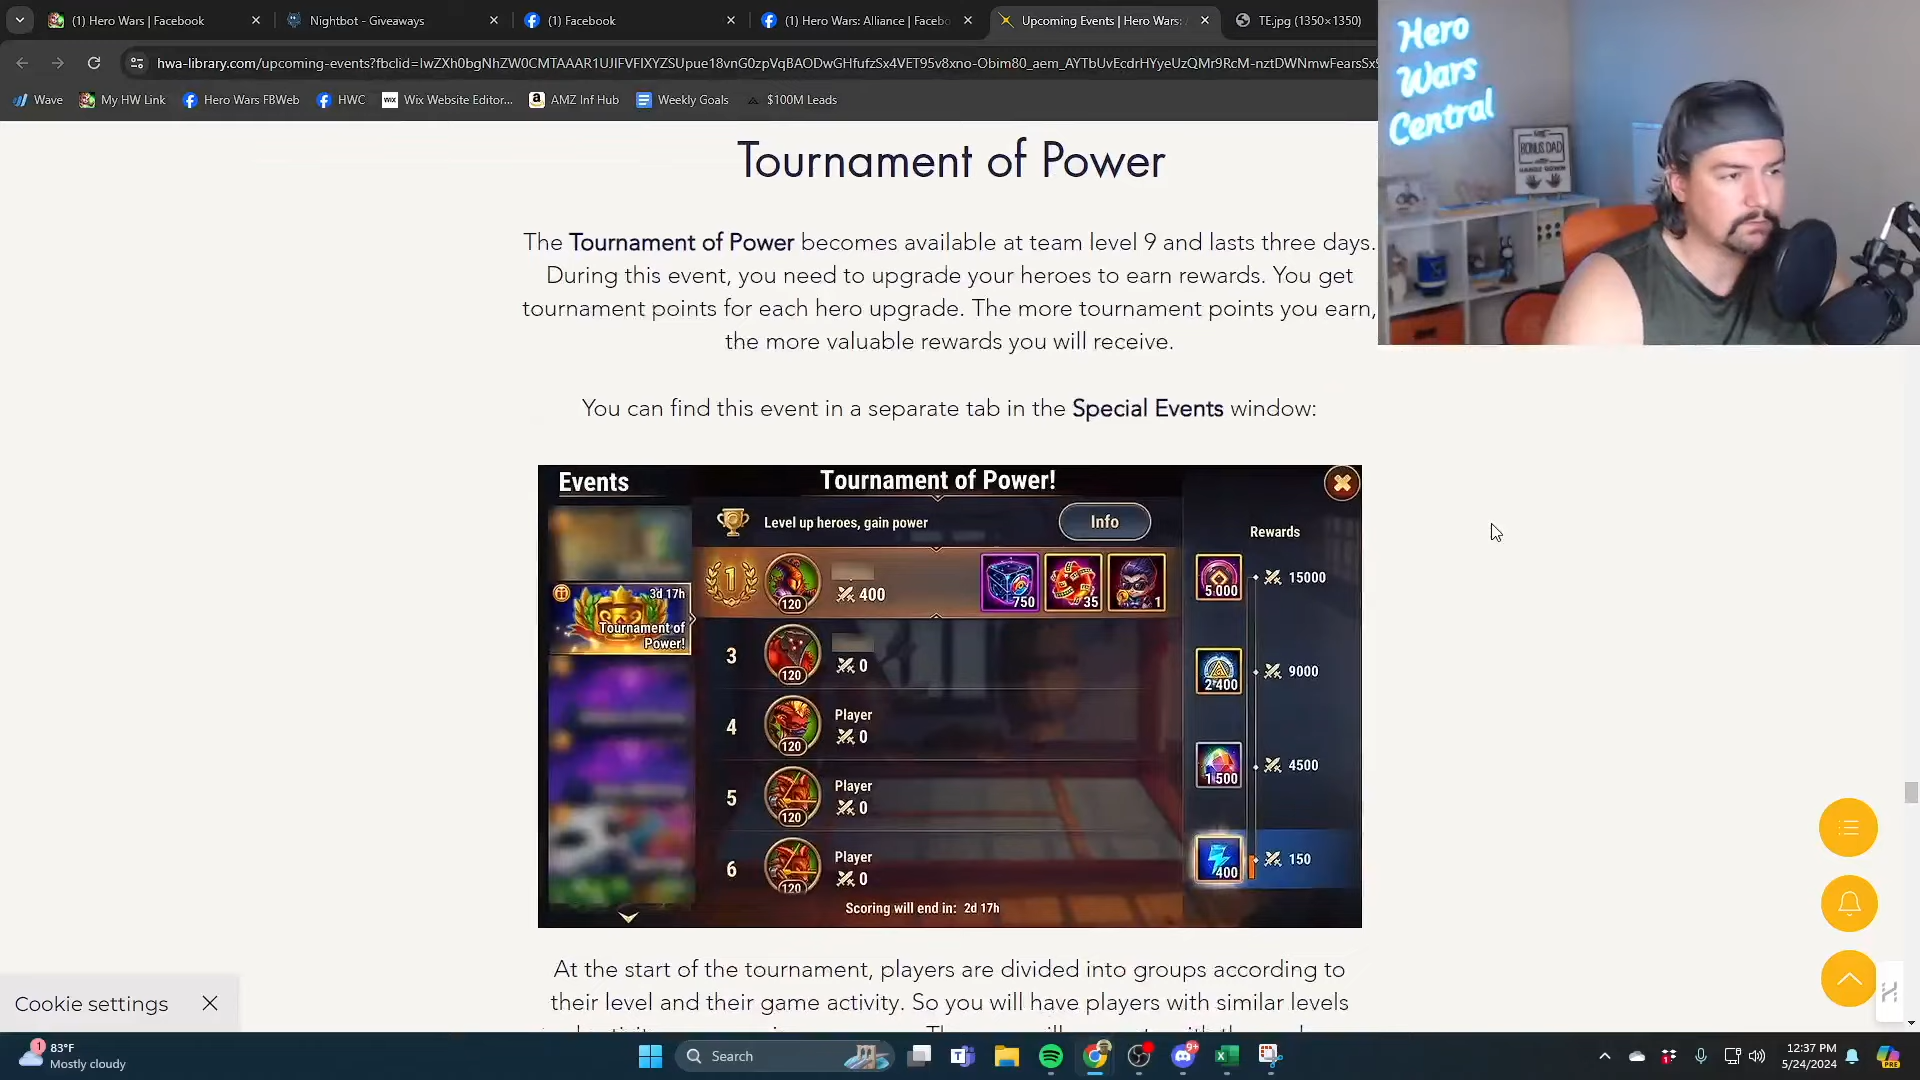 (1) Hero Wars | Facebook
Nightbot - Giveaways
(1) Facebook
(1) Hero Wars: Alliance | Facebo
Upcoming Events | Hero Wars:
TE.jpg (1350×1350)
Wave
My HW Link
Hero Wars FBWeb
HWC
Wix Website Editor...
AMZ Inf Hub
Weekly Goals
$100M Leads
Hero
Wars
Central
BONUS DAD
Tournament of Power
The Tournament of Power becomes available at team level 9 and lasts three days.
During this event, you need to upgrade your heroes to earn rewards. You get
tournament points for each hero upgrade. The more tournament points you earn,
the more valuable rewards you will receive.
You can find this event in a separate tab in the Special Events window:
Events
Tournament of Power!
Level up heroes, gain power
Info
Rewards
3d 17h
Tournament of
Power!
1
120
400
750
35
1
5 000
15000
3
120
0
2 400
9000
4
120
Player
0
1 500
4500
5
120
Player
0
6
120
Player
0
400
150
Scoring will end in: 2d 17h
At the start of the tournament, players are divided into groups according to
their level and their game activity. So you will have players with similar levels
Cookie settings
1
83°F
Mostly cloudy
Search
9+
12:37 PM
5/24/2024
PRE